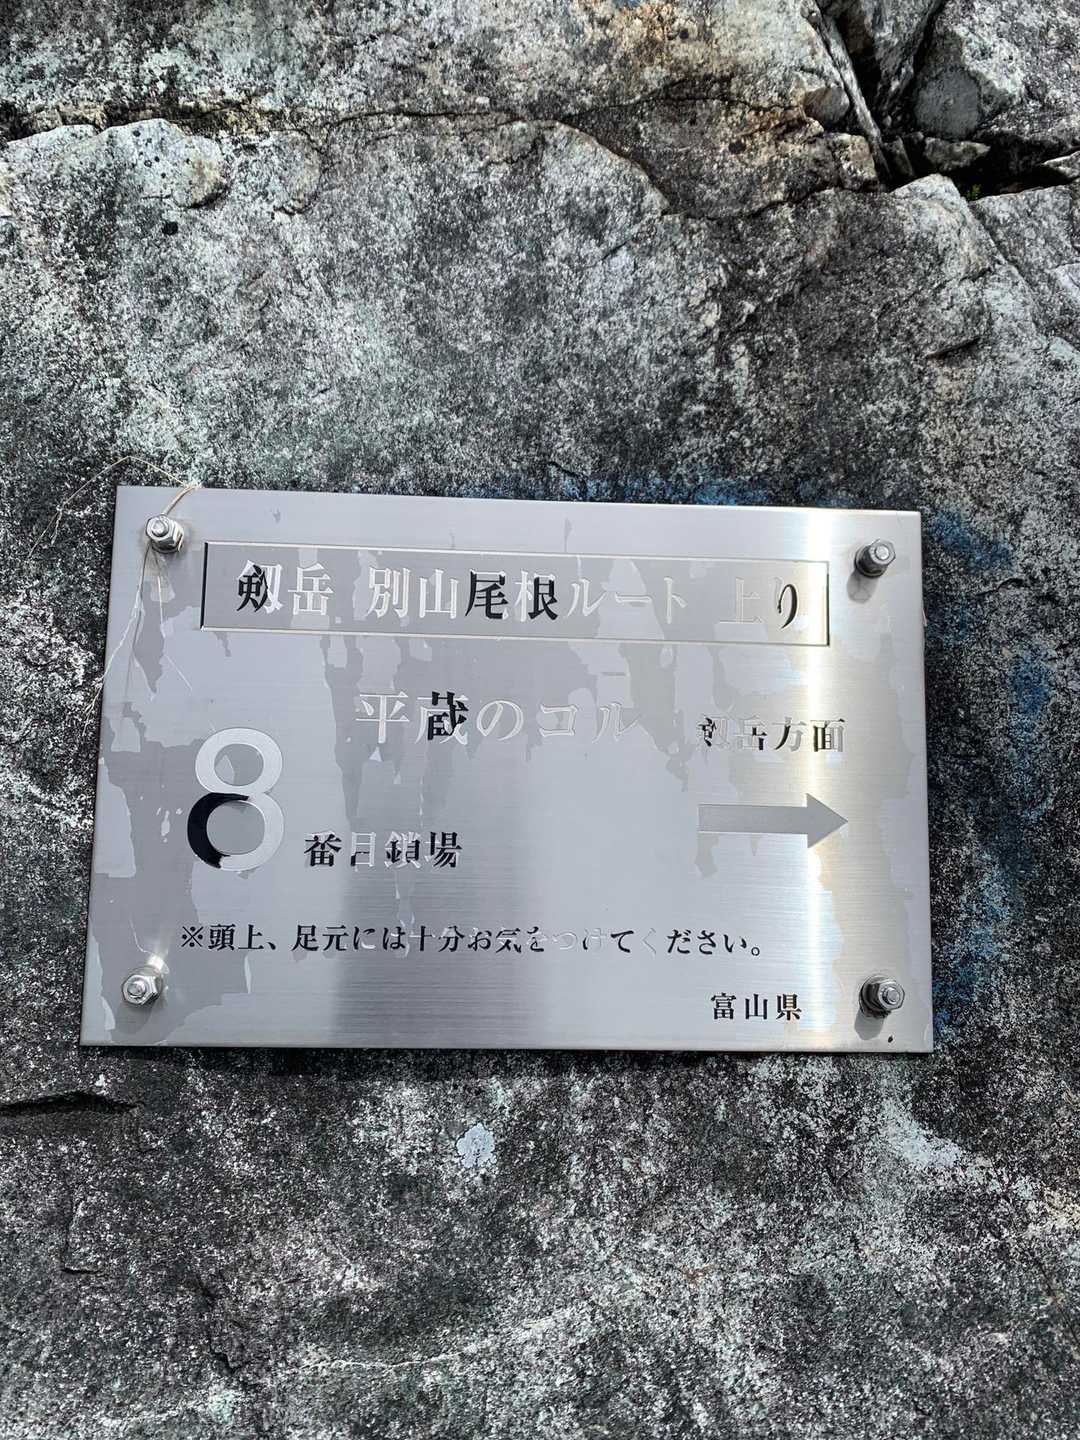 剱岳 別山尾根ルート 上り
平蔵のコル 剱岳方面
8番目鎖場
※頭上、足元には十分お気をつけてください。
富山県